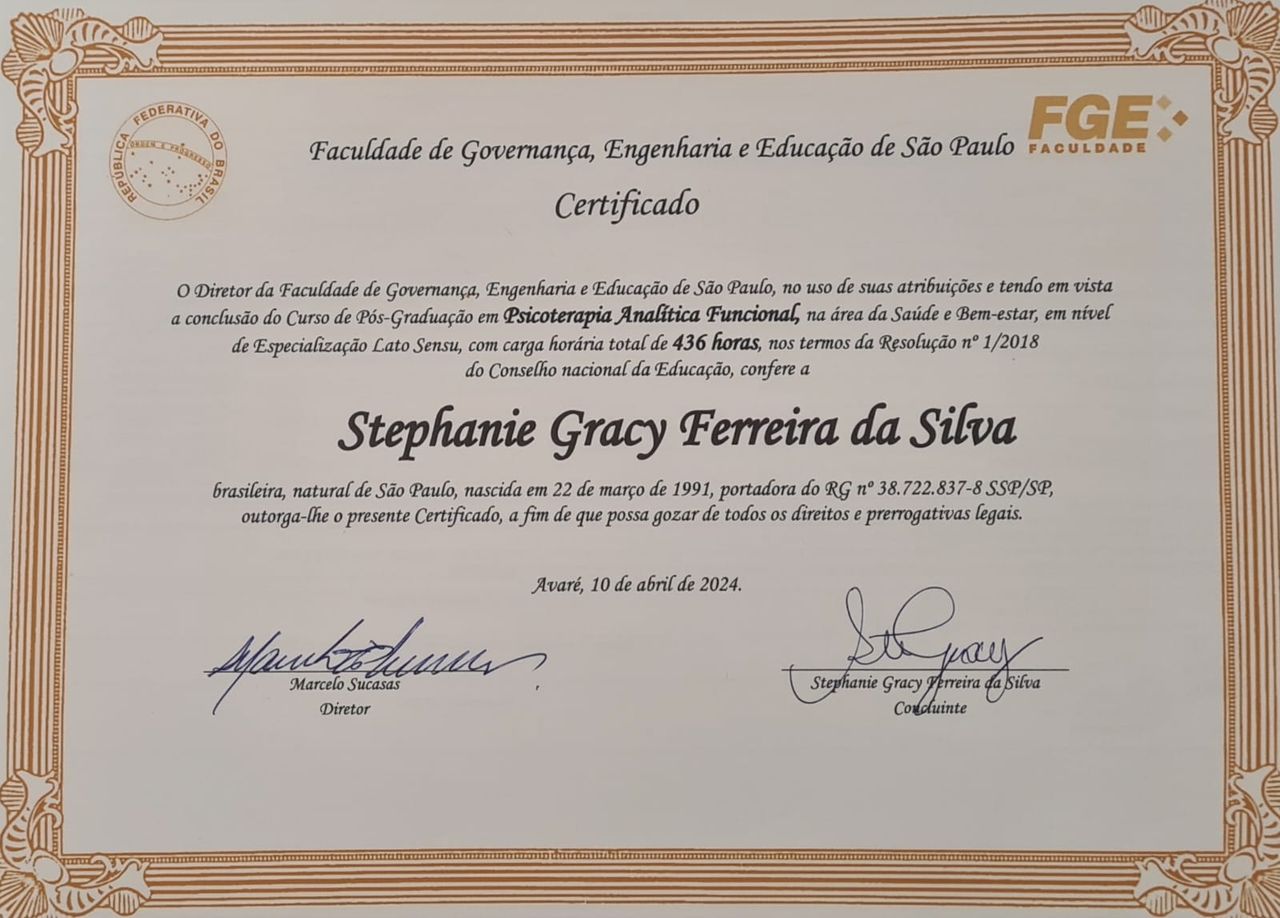 REPÚBLICA FEDERATIVA DO BRASIL
ORDEM E PROGRESSO
FGE
FACULDADE
Faculdade de Governança, Engenharia e Educação de São Paulo
Certificado
O Diretor da Faculdade de Governança, Engenharia e Educação de São Paulo, no uso de suas atribuições e tendo em vista
a conclusão do Curso de Pós-Graduação em Psicoterapia Analítica Funcional, na área da Saúde e Bem-estar, em nível
de Especialização Lato Sensu, com carga horária total de 436 horas, nos termos da Resolução nº 1/2018
do Conselho nacional da Educação, confere a
Stephanie Gracy Ferreira da Silva
brasileira, natural de São Paulo, nascida em 22 de março de 1991, portadora do RG nº 38.722.837-8 SSP/SP,
outorga-lhe o presente Certificado, a fim de que possa gozar de todos os direitos e prerrogativas legais.
Avaré, 10 de abril de 2024.
Marcelo Sucasas
Diretor
Stephanie Gracy Ferreira da Silva
Concluinte